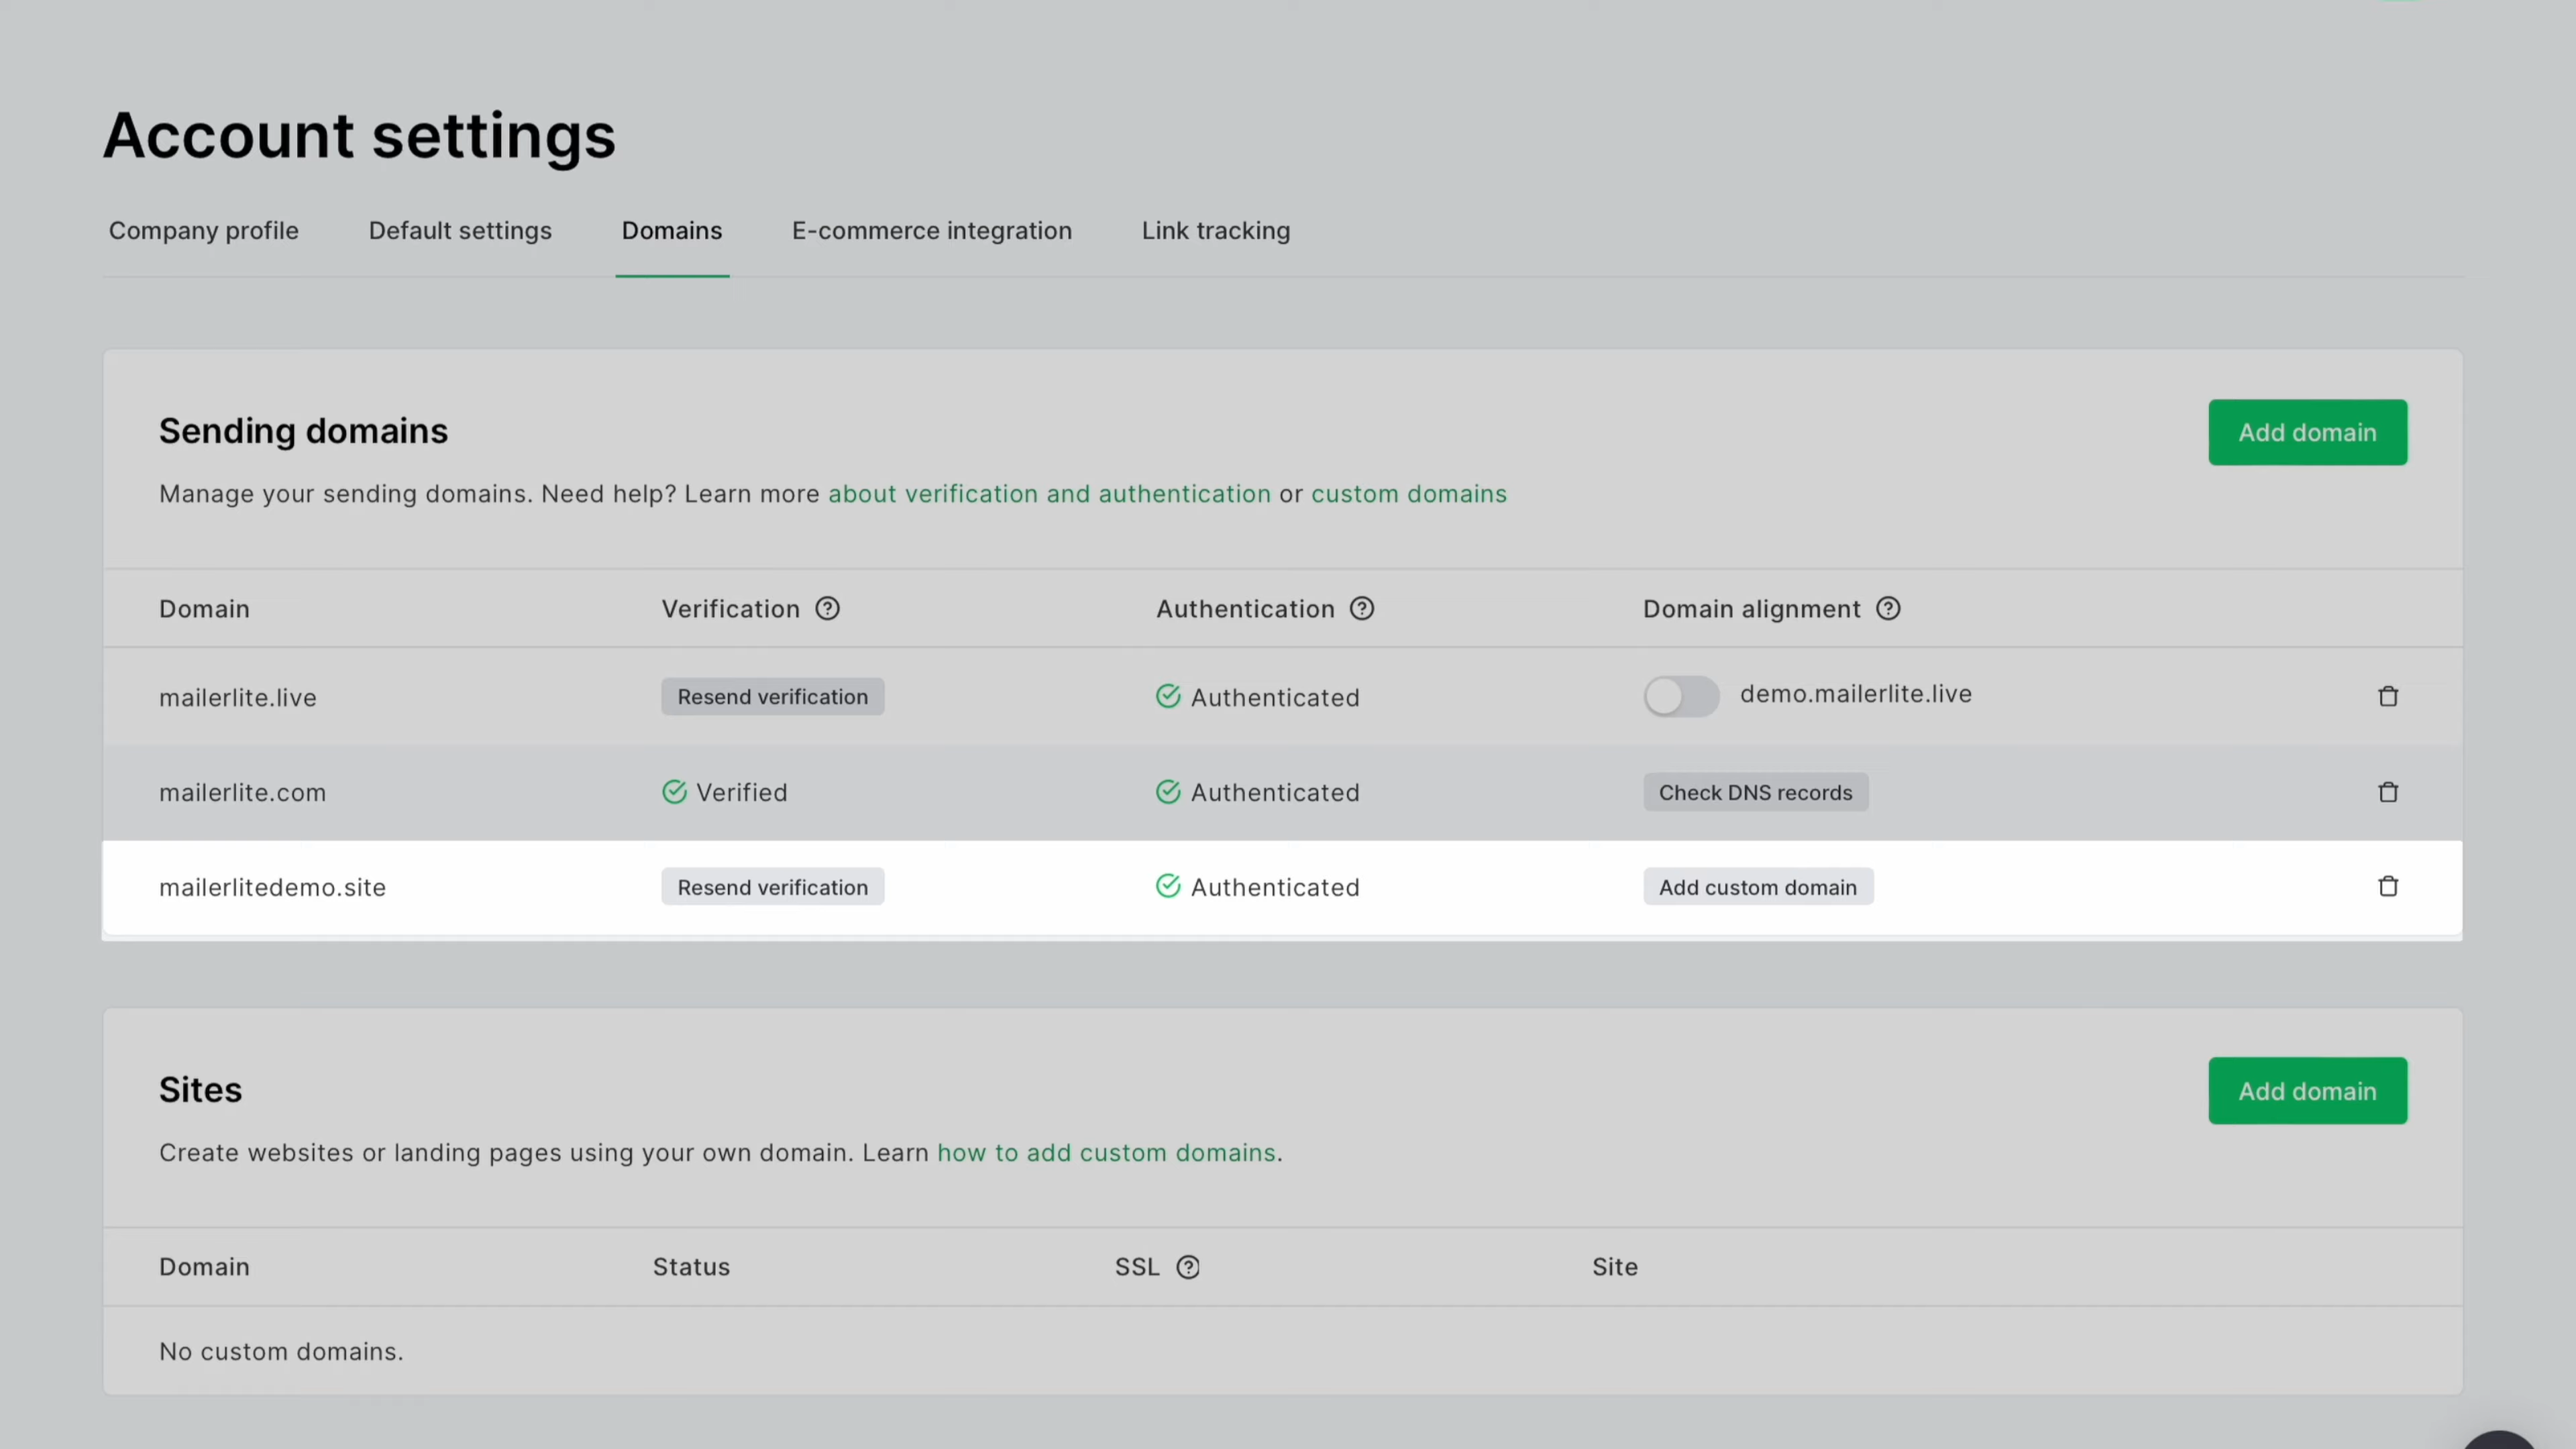 Account settings
Company profile Default settings Domains E-commerce integration Link tracking
Sending domains
Add domain
Manage your sending domains. Need help? Learn more about verification and authentication or custom domains
Domain Verification Authentication Domain alignment
mailerlite.live Resend verification Authenticated demo.mailerlite.live
mailerlite.com Verified Authenticated Check DNS records
mailerlitedemo.site Resend verification Authenticated Add custom domain
Sites
Add domain
Create websites or landing pages using your own domain. Learn how to add custom domains.
Domain Status SSL Site
No custom domains.